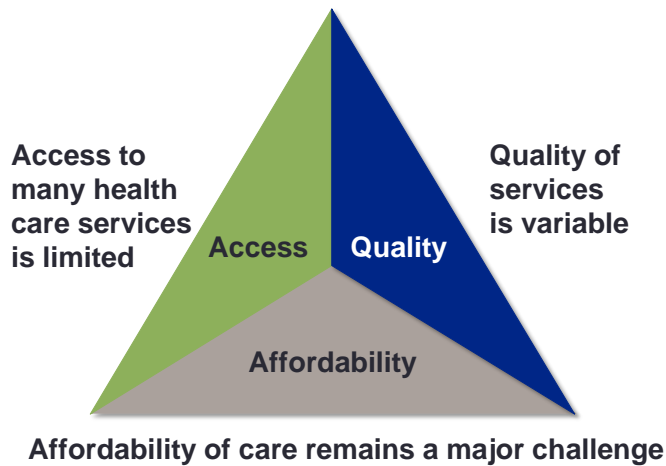 Access to
many health
care services
is limited
Access
Quality
Quality of
services
is variable
Affordability
Affordability of care remains a major challenge